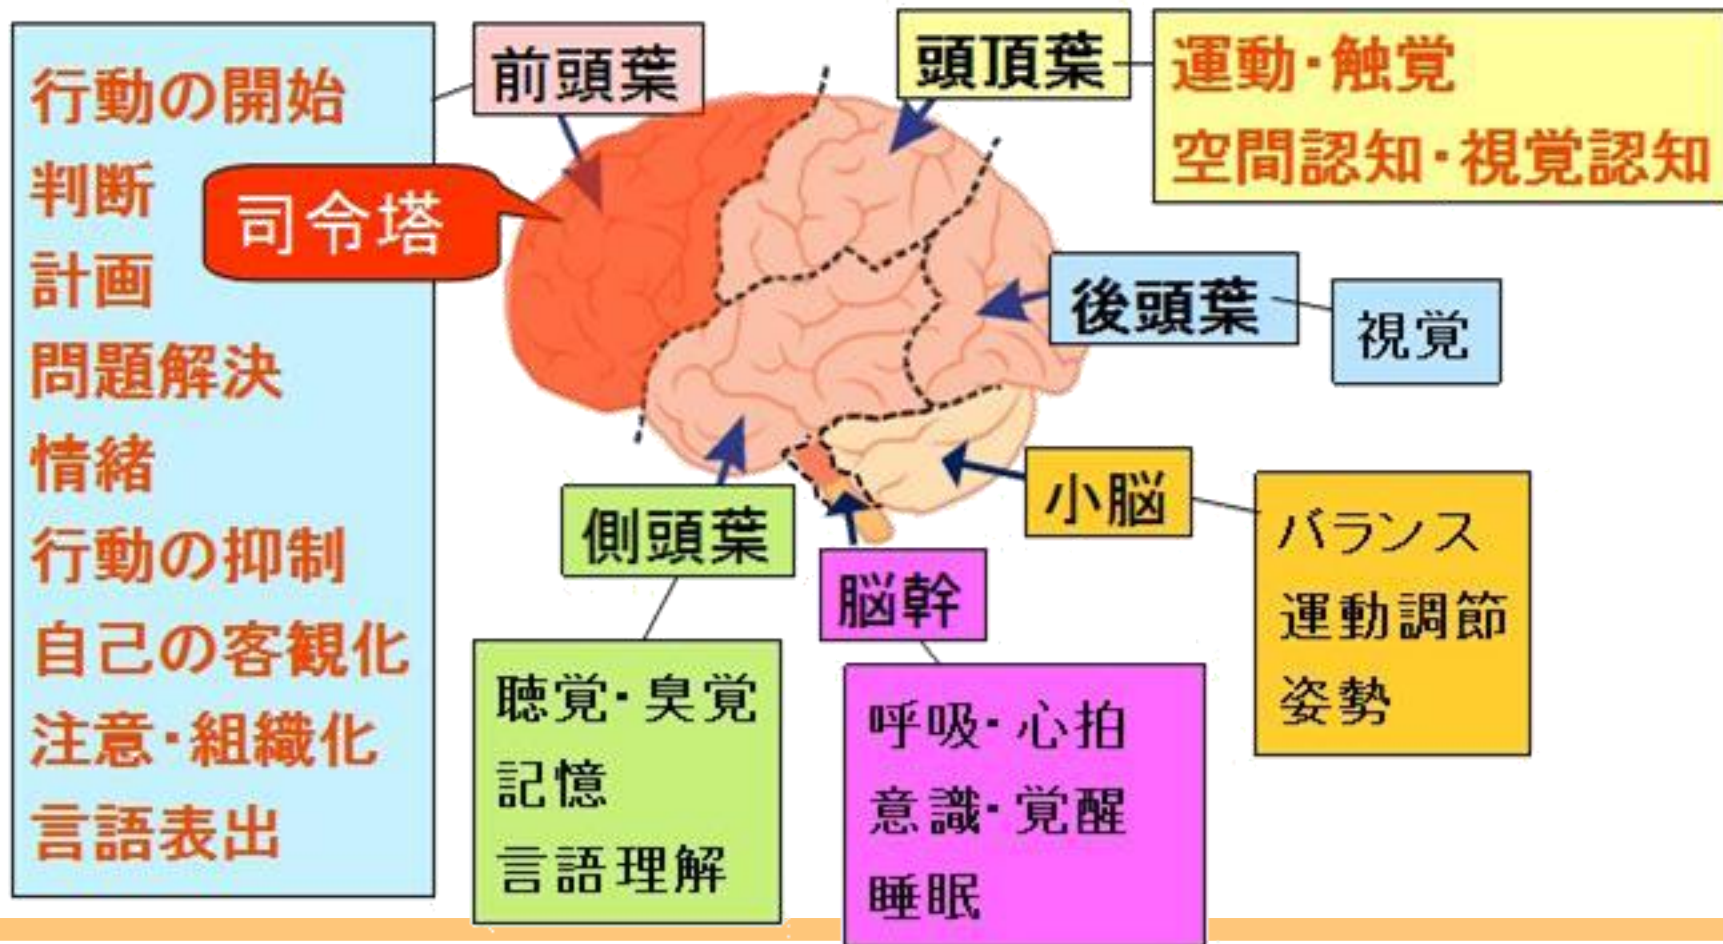 前頭葉
行動の開始
判断
計画
問題解決
情緒
行動の抑制
自己の客観化
注意・組織化
言語表出
司令塔
頭頂葉
運動・触覚
空間認知・視覚認知
後頭葉
視覚
小脳
バランス
運動調節
姿勢
側頭葉
聴覚・臭覚
記憶
言語理解
脳幹
呼吸・心拍
意識・覚醒
睡眠